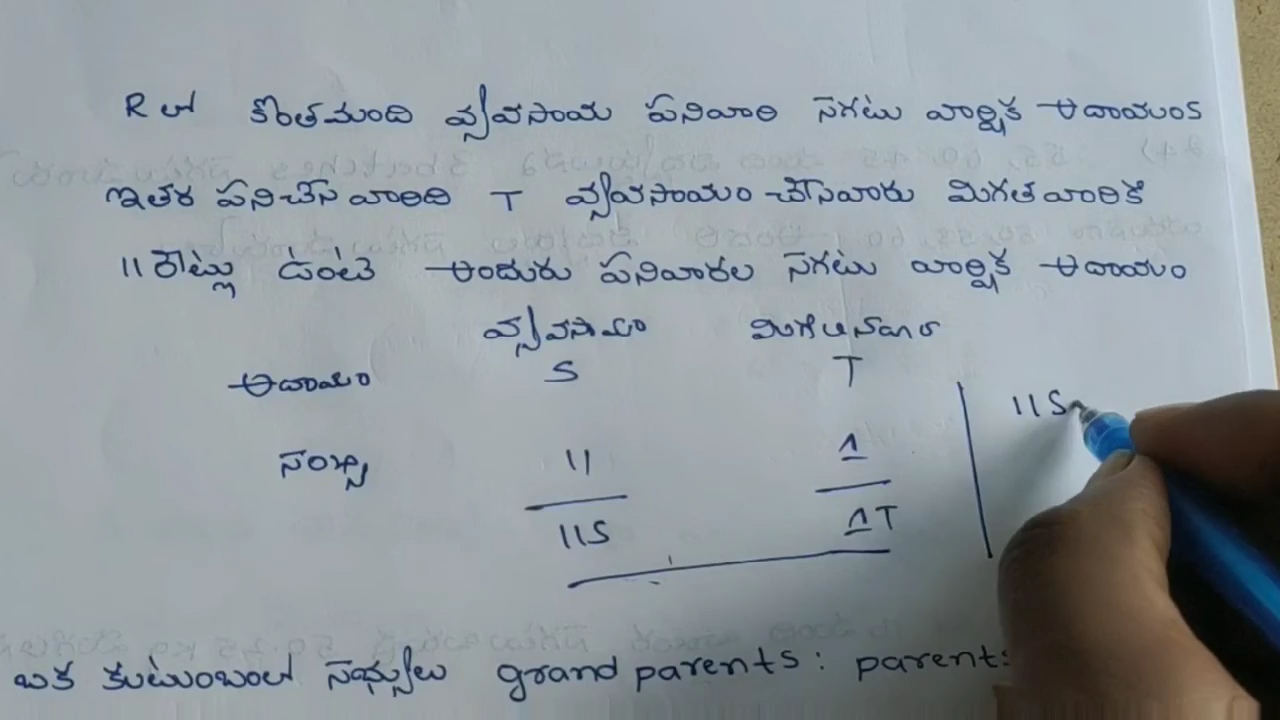 R లో కొంతమంది వ్యవసాయ పనివారి సగటు వార్షిక ఆదాయంక
ఇతర పనిచేసే వారిది T వ్యవసాయం చేసేవారు మిగతవారికి
11 రెట్లు ఉంటే అందురు పనివారల సగటు వార్షిక ఆదాయం
వ్యవసాయ మిగిలినవార
ఆదాయం S T
సంఖ్య 11 1
11S 1T
11S
ఒక కుటుంబంలో సభ్యులు grand parents : parents